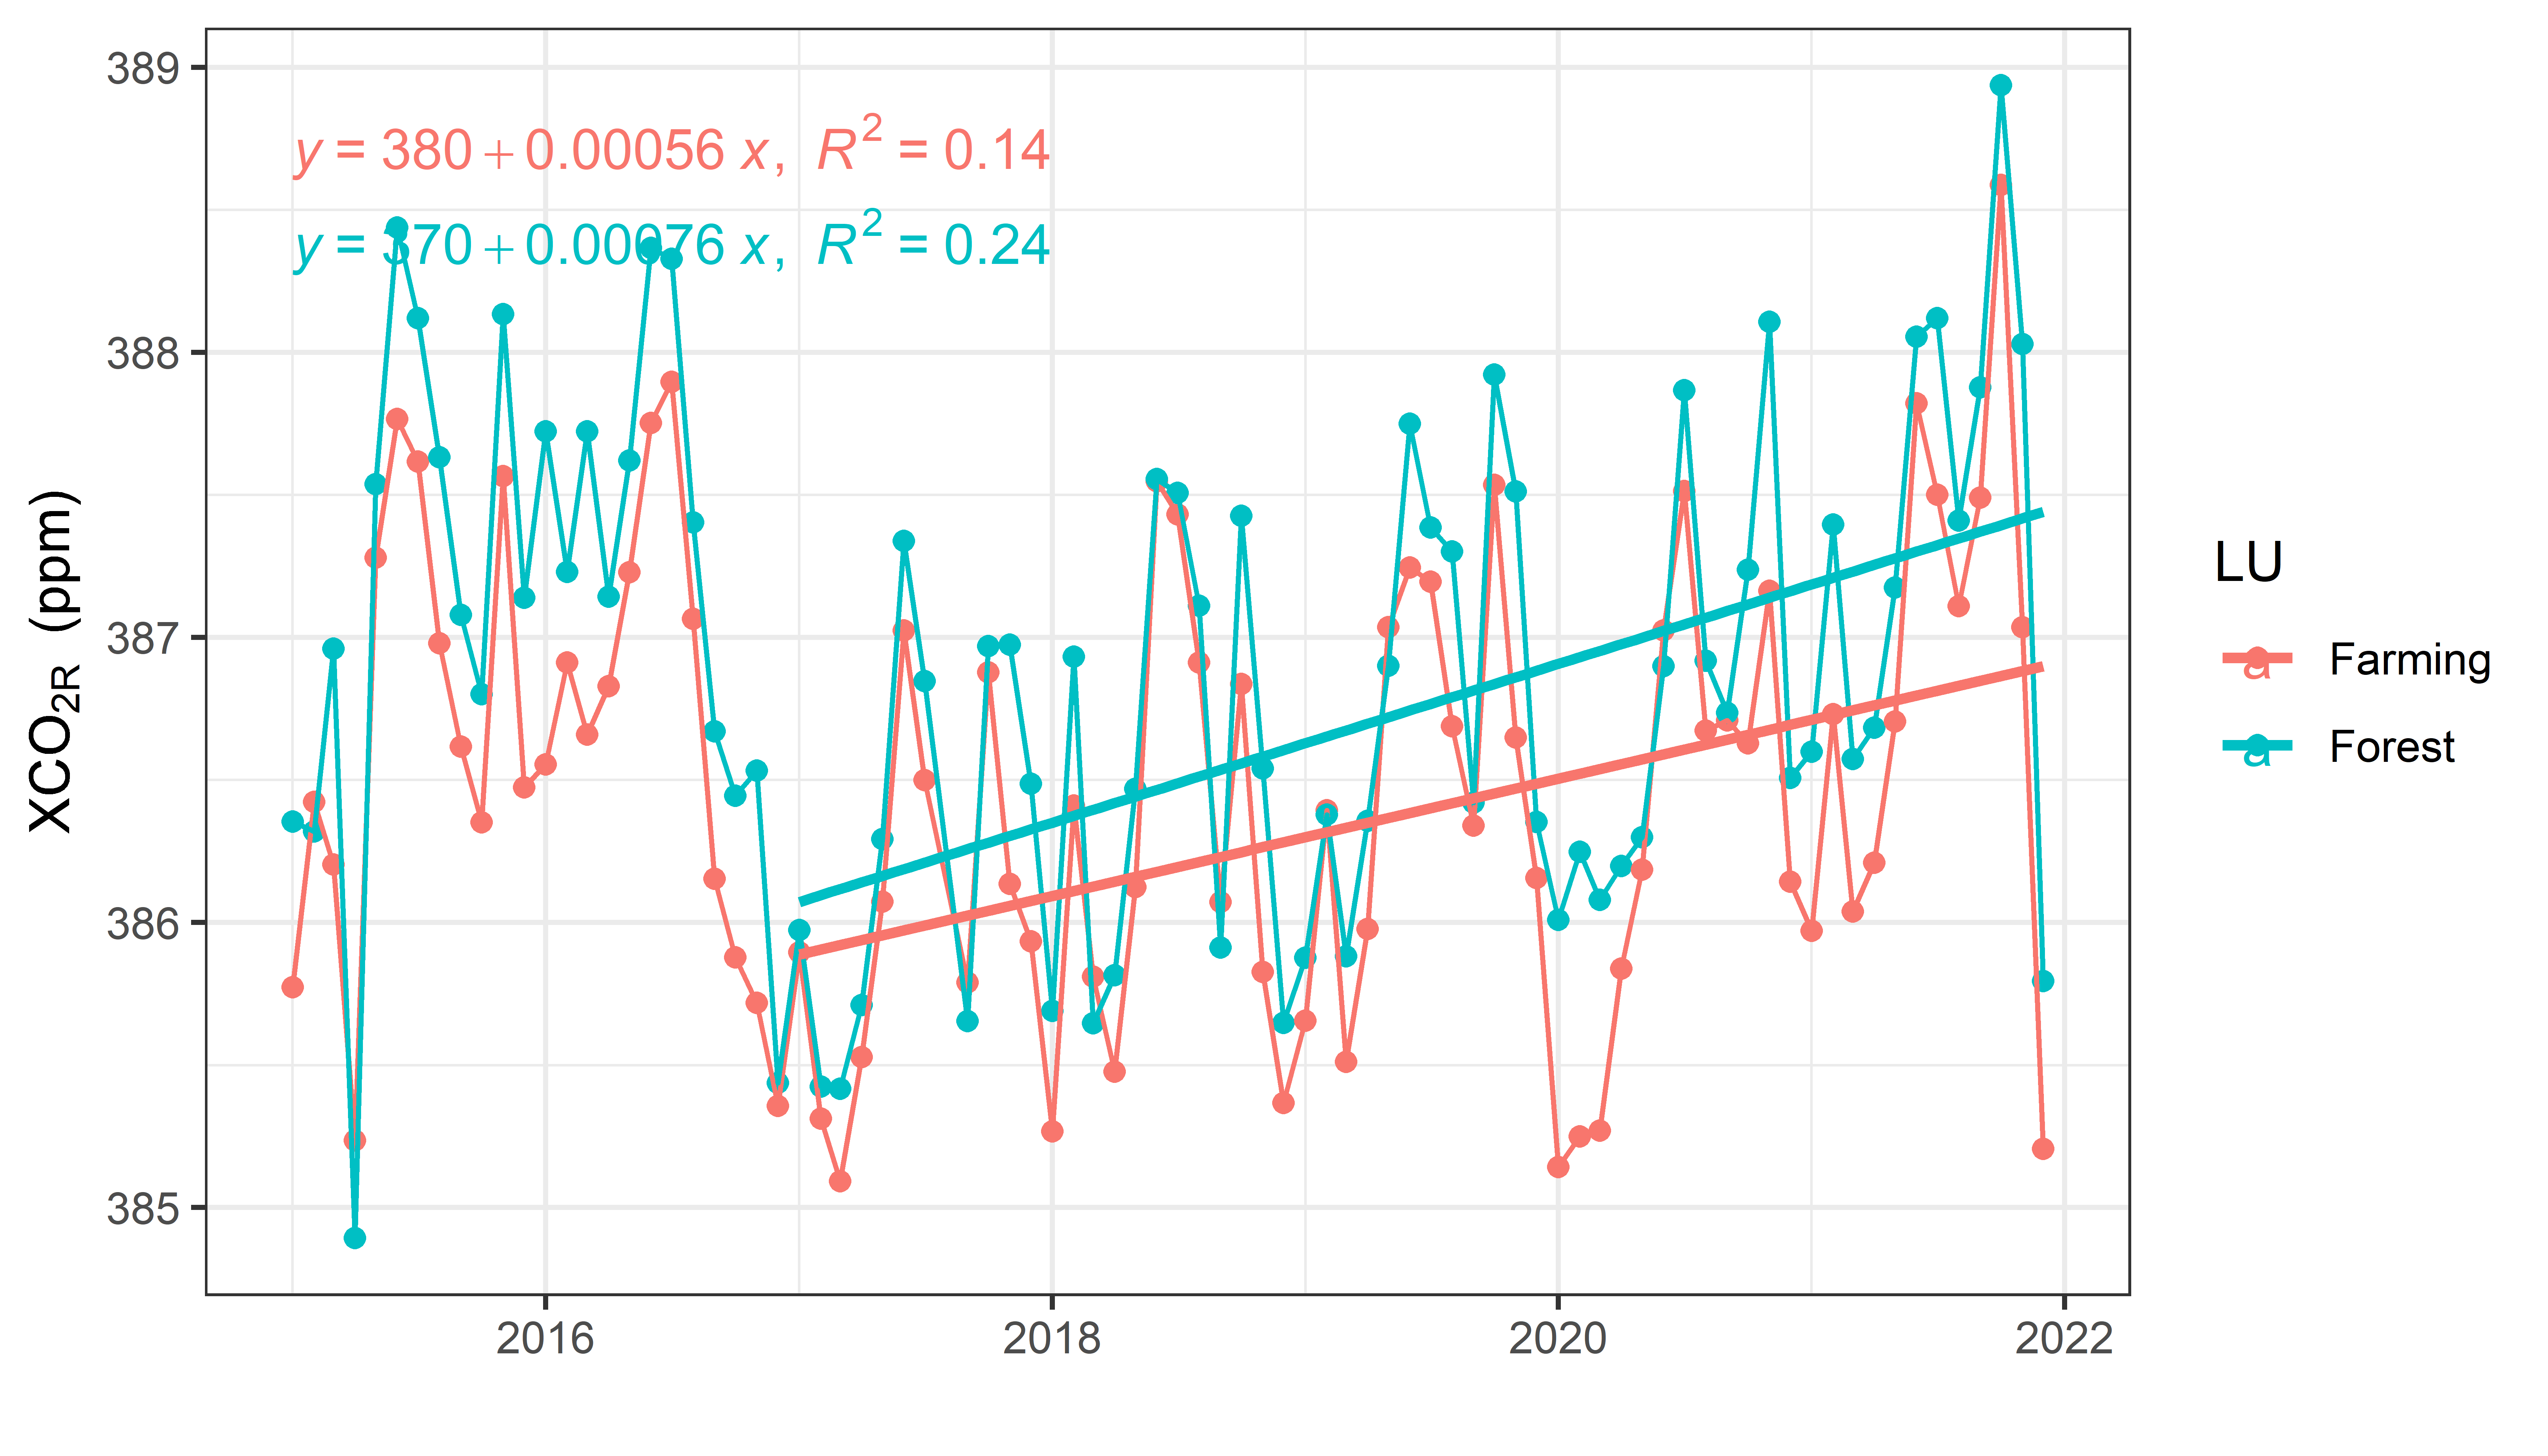 389
388
387
386
385
XCO2R (ppm)
y = 380 + 0.00056 x, R² = 0.14
y = 370 + 0.00076 x, R² = 0.24
2016 2018 2020 2022
LU
a Farming
a Forest